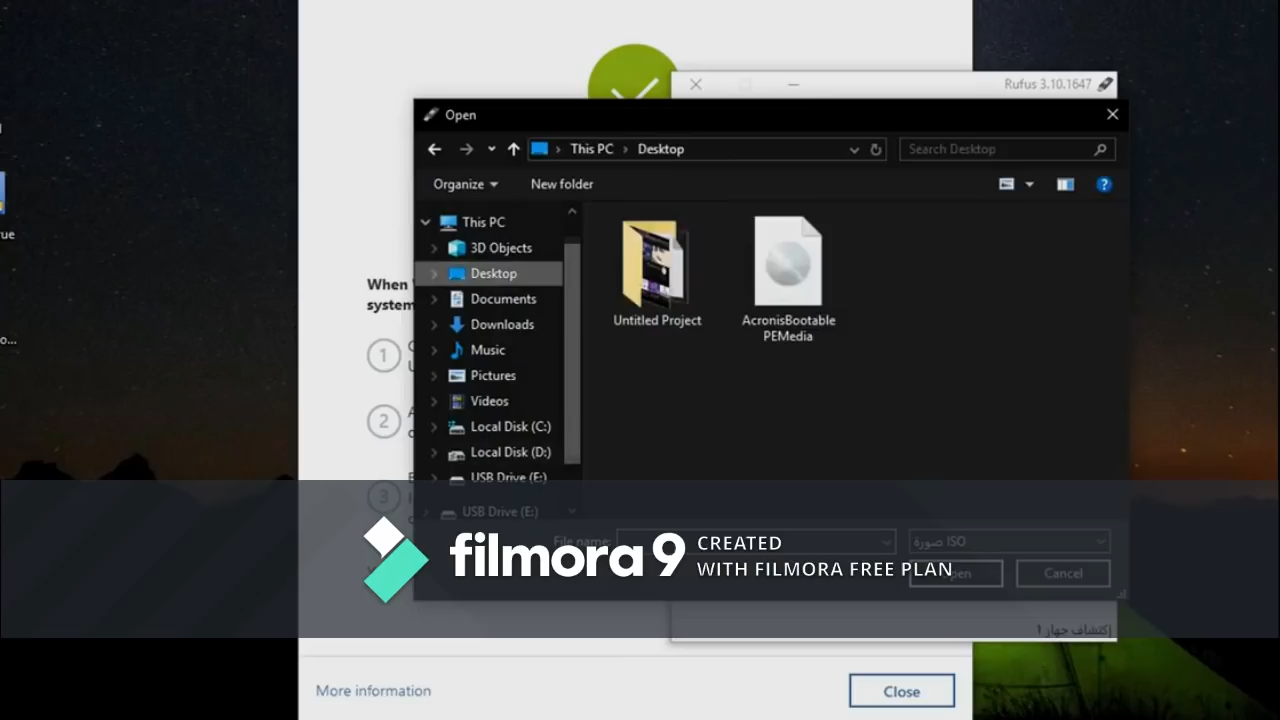 Rufus 3.10.1647
Open
This PC > Desktop
Search Desktop
Organize
New folder
This PC
3D Objects
Desktop
Documents
Downloads
Music
Pictures
Videos
Local Disk (C:)
Local Disk (D:)
USB Drive (E:)
USB Drive (E:)
Untitled Project
AcronisBootable
PEMedia
When
system
1
2
3
ue
o...
File name:
صورة ISO
Cancel
filmora 9
CREATED
WITH FILMORA FREE PLAN
إكتشاف جهاز 1
More information
Close